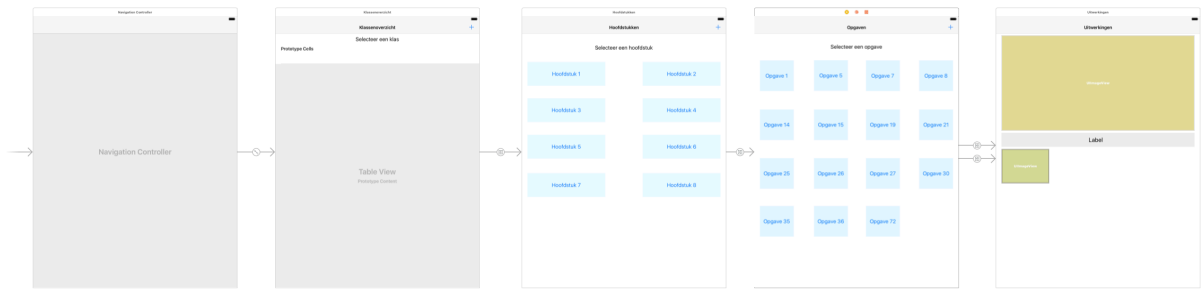 Navigation Controller
Navigation Controller
Klassenoverzicht
Klassenoverzicht
+
Selecteer een klas
Prototype Cells
Table View
Prototype Content
Hoofdstukken
Hoofdstukken
+
Selecteer een hoofdstuk
Hoofdstuk 1 Hoofdstuk 2
Hoofdstuk 3 Hoofdstuk 4
Hoofdstuk 5 Hoofdstuk 6
Hoofdstuk 7 Hoofdstuk 8
Opgaven
+
Selecteer een opgave
Opgave 1 Opgave 5 Opgave 7 Opgave 8
Opgave 14 Opgave 15 Opgave 19 Opgave 21
Opgave 25 Opgave 26 Opgave 27 Opgave 30
Opgave 35 Opgave 36 Opgave 72
Uitwerkingen
Uitwerkingen
Label